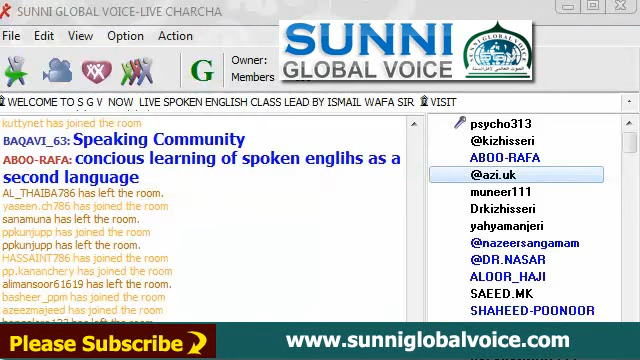 SUNNI GLOBAL VOICE-LIVE CHARCHA
File Edit View Option Action
SUNNI
GLOBAL VOICE
SUNNI GLOBAL VOICE
G
Owner:
Members
WELCOME TO S G V NOW LIVE SPOKEN ENGLISH CLASS LEAD BY ISMAIL WAFA SIR VISIT
kuttynet has joined the room
BAQAVI_63: Speaking Community
ABOO-RAFA: concious learning of spoken englihs as a
second language
AL_THAIBA786 has left the room.
yaseen.ch786 has joined the room
sanamuna has left the room.
ppkunjupp has joined the room
ppkunjupp has left the room.
HASSAINT786 has joined the room
pp.kananchery has joined the room
alimansoor61619 has left the room.
basheer_ppm has joined the room
azeezmajeed has joined the room
psycho313
@kizhisseri
ABOO-RAFA
@azi.uk
muneer111
Drkizhisseri
yahyamanjeri
@nazeersangamam
@DR.NASAR
ALOOR_HAJI
SAEED.MK
SHAHEED-POONOOR
Please Subscribe
www.sunniglobalvoice.com